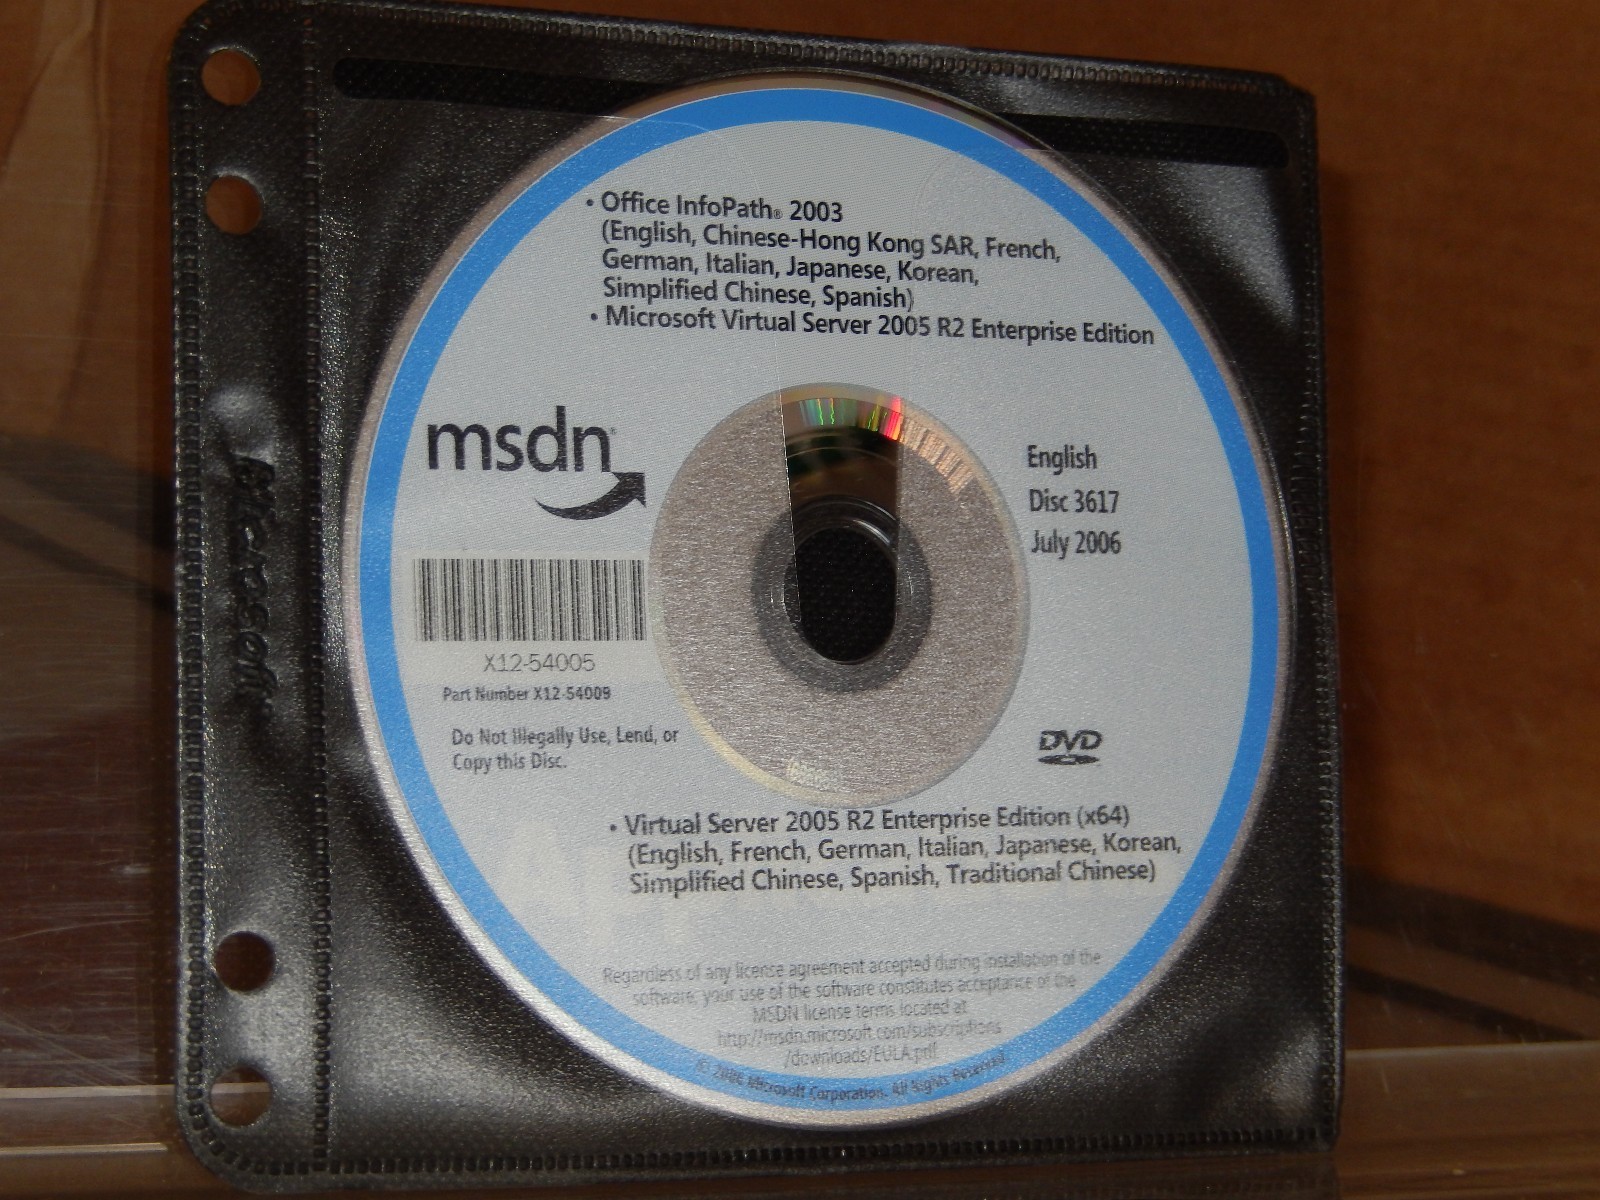 • Office InfoPath® 2003
(English, Chinese-Hong Kong SAR, French,
German, Italian, Japanese, Korean,
Simplified Chinese, Spanish)
• Microsoft Virtual Server 2005 R2 Enterprise Edition
msdn
English
Disc 3617
July 2006
X12-54005
Part Number X12-54009
Do Not Illegally Use, Lend, or
Copy this Disc.
DVD
• Virtual Server 2005 R2 Enterprise Edition (x64)
(English, French, German, Italian, Japanese, Korean,
Simplified Chinese, Spanish, Traditional Chinese)
Regardless of any license agreement accepted during installation of the
software, your use of the software constitutes acceptance of the
MSDN license terms located at
http://msdn.microsoft.com/subscriptions
/downloads/EULA.pdf
© 2006 Microsoft Corporation. All Rights Reserved.
Microsoft